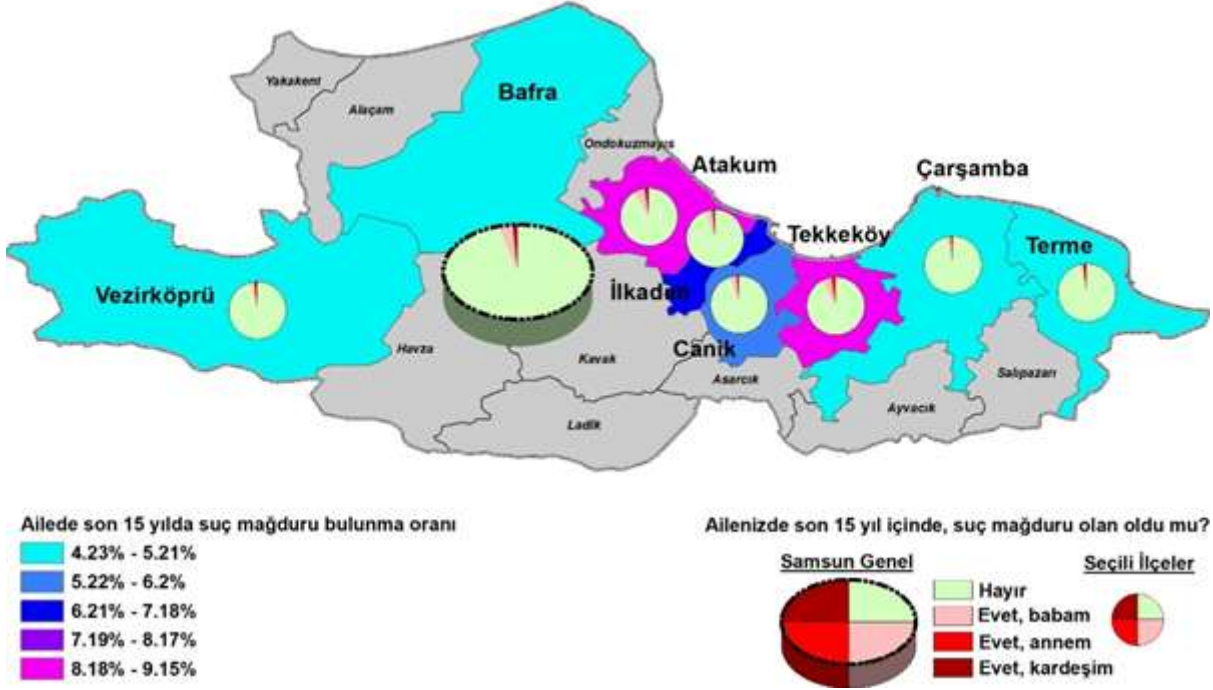 Yakakent
Alaçam
Bafra
Ondokuzmayıs
Atakum
Çarşamba
Tekkeköy
Terme
Vezirköprü
İlkadem
Canik
Havza
Kavak
Asarcık
Salıpazarı
Ayvacık
Ladik
Ailede son 15 yılda suç mağduru bulunma oranı
4.23% - 5.21%
5.22% - 6.2%
6.21% - 7.18%
7.19% - 8.17%
8.18% - 9.15%
Ailenizde son 15 yıl içinde, suç mağduru olan oldu mu?
Samsun Genel
Seçili İlçeler
Hayır
Evet, babam
Evet, annem
Evet, kardeşim